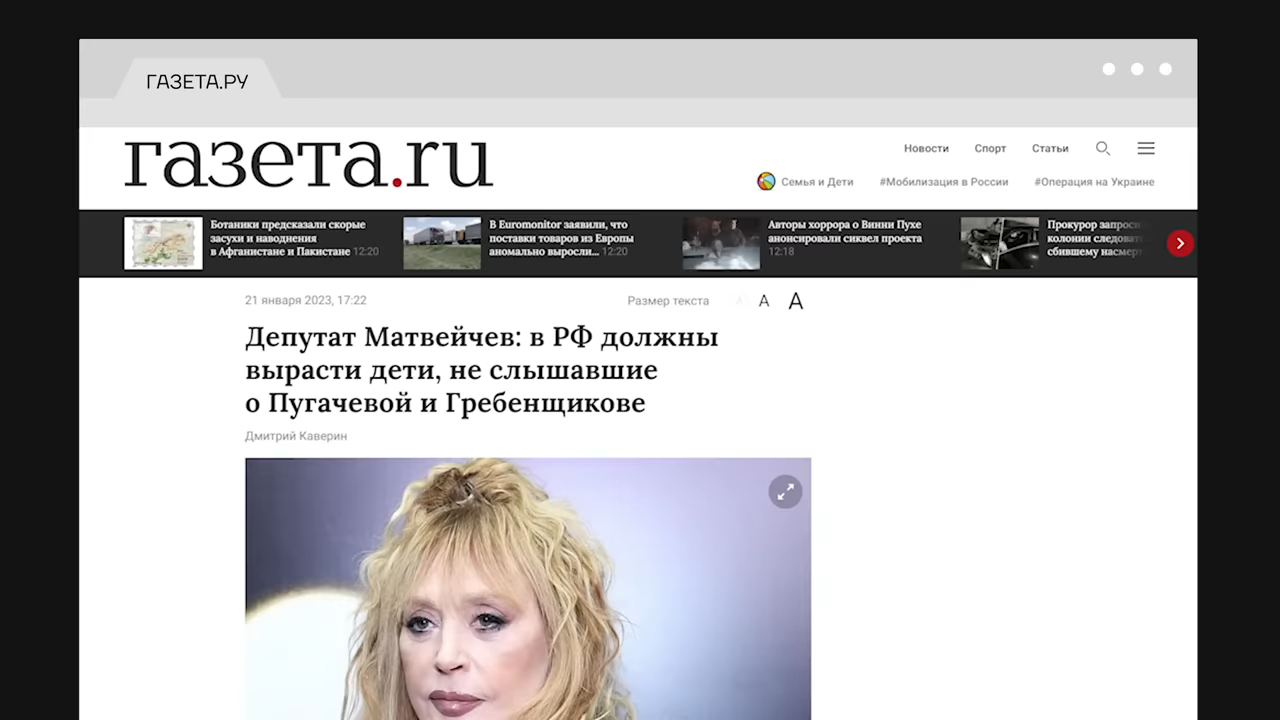 ГАЗЕТА.РУ
газета.ru
Новости Спорт Статьи
Семья и Дети #Мобилизация в России #Операция на Украине
Ботаники предсказали скорые
засухи и наводнения
в Афганистане и Пакистане 12:20
В Euromonitor заявили, что
поставки товаров из Европы
аномально выросли... 12:20
Авторы хоррора о Винни Пухе
анонсировали сиквел проекта
12:18
Прокурор
колонии
сбившему
21 января 2023, 17:22
Размер текста А А А
Депутат Матвейчев: в РФ должны
вырасти дети, не слышавшие
о Пугачевой и Гребенщикове
Дмитрий Каверин